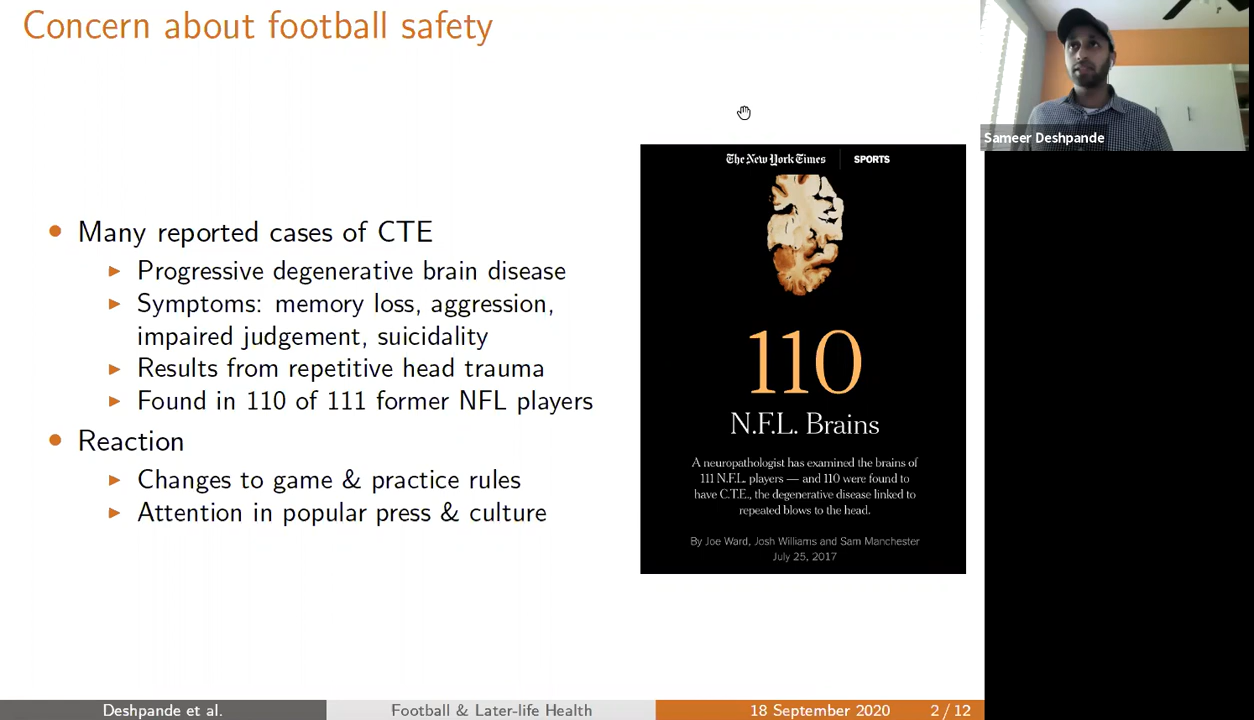 Concern about football safety
Sameer Deshpande
The New York Times SPORTS
110
N.F.L. Brains
A neuropathologist has examined the brains of
111 N.F.L. players — and 110 were found to
have C.T.E., the degenerative disease linked to
repeated blows to the head.
By Joe Ward, Josh Williams and Sam Manchester
July 25, 2017
• Many reported cases of CTE
▶ Progressive degenerative brain disease
▶ Symptoms: memory loss, aggression,
impaired judgement, suicidality
▶ Results from repetitive head trauma
▶ Found in 110 of 111 former NFL players
• Reaction
▶ Changes to game & practice rules
▶ Attention in popular press & culture
Deshpande et al. Football & Later-life Health 18 September 2020 2 / 12